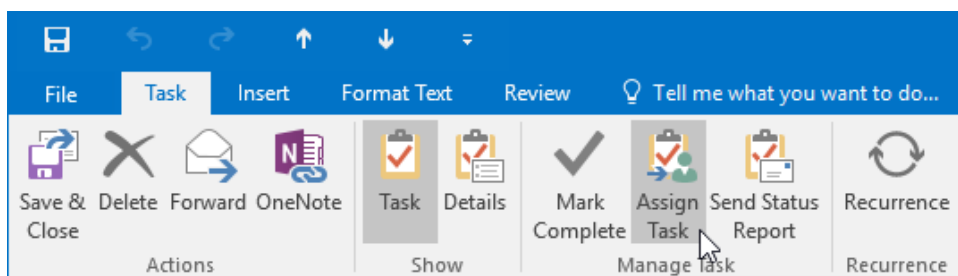 File Task Insert Format Text Review Tell me what you want to do...
Save & Delete Forward OneNote Task Details Mark Assign Send Status Recurrence
Close Complete Task Report
Actions Show Manage Task Recurrence